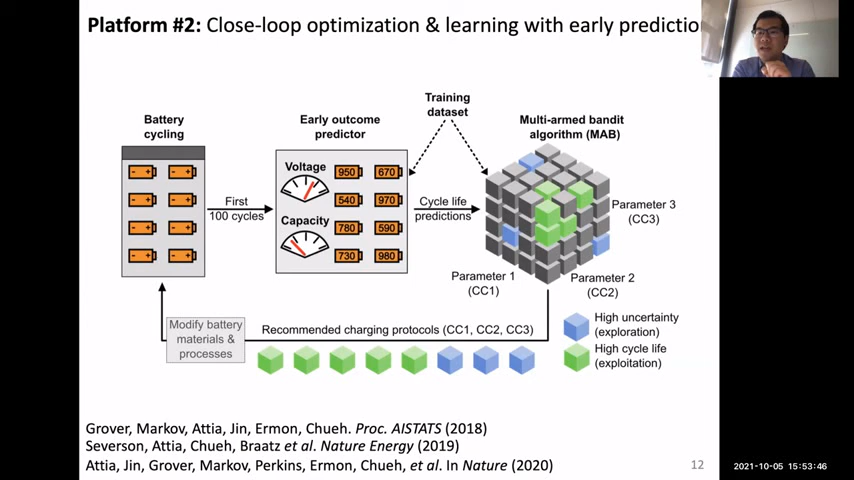 Platform #2: Close-loop optimization & learning with early predictio
Battery
cycling
Early outcome
predictor
Training
dataset
Multi-armed bandit
algorithm (MAB)
Voltage
950
670
540
970
Capacity
780
590
730
980
First
100 cycles
Cycle life
predictions
Parameter 3
(CC3)
Parameter 1
(CC1)
Parameter 2
(CC2)
Modify battery
materials &
processes
Recommended charging protocols (CC1, CC2, CC3)
High uncertainty
(exploration)
High cycle life
(exploitation)
Grover, Markov, Attia, Jin, Ermon, Chueh. Proc. AISTATS (2018)
Severson, Attia, Chueh, Braatz et al. Nature Energy (2019)
Attia, Jin, Grover, Markov, Perkins, Ermon, Chueh, et al. In Nature (2020)
12
2021-10-05 15:53:46